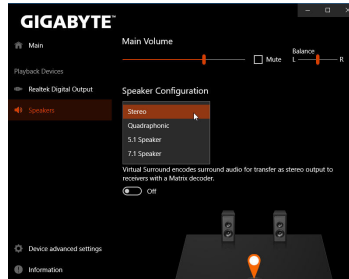 GIGABYTE™
Main
Playback Devices
Realtek Digital Output
Speakers
Device advanced settings
Information
Main Volume
Mute
Balance
L
R
Speaker Configuration
Stereo
Quadraphonic
5.1 Speaker
7.1 Speaker
Virtual Surround encodes surround audio for transfer as stereo output to
receivers with a Matrix decoder.
Off